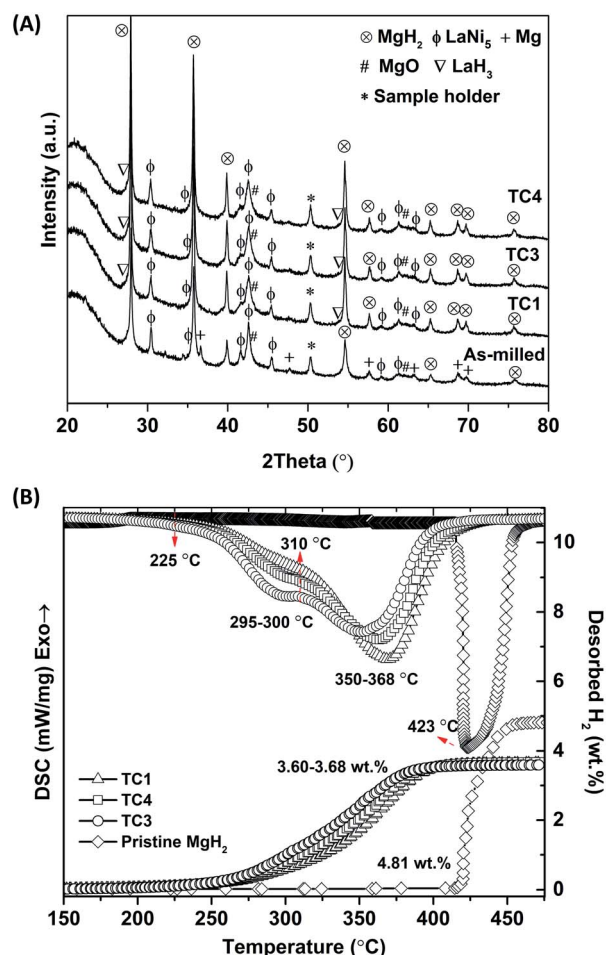 (A)
⊗ MgH₂ ϕ LaNi₅ + Mg
# MgO ∇ LaH₃
* Sample holder
Intensity (a.u.)
TC4
TC3
TC1
As-milled
20 30 40 50 60 70 80
2Theta (°)
(B)
DSC (mW/mg) Exo→
225 °C
310 °C
295-300 °C
350-368 °C
423 °C
3.60-3.68 wt.%
4.81 wt.%
TC1
TC4
TC3
Pristine MgH₂
10
8
6
4
2
0
Desorbed H₂ (wt.%)
150 200 250 300 350 400 450
Temperature (°C)